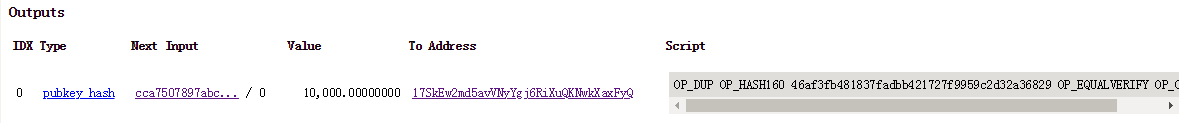 Outputs
IDX Type Next Input Value To Address Script
0 pubkey hash cca7507897abc... / 0 10,000.00000000 17SkEw2md5avVNyYgj6RiXuQKNwkXaxFyQ OP_DUP OP_HASH160 46af3fb481837fadbb421727f9959c2d32a36829 OP_EQUALVERIFY OP_C